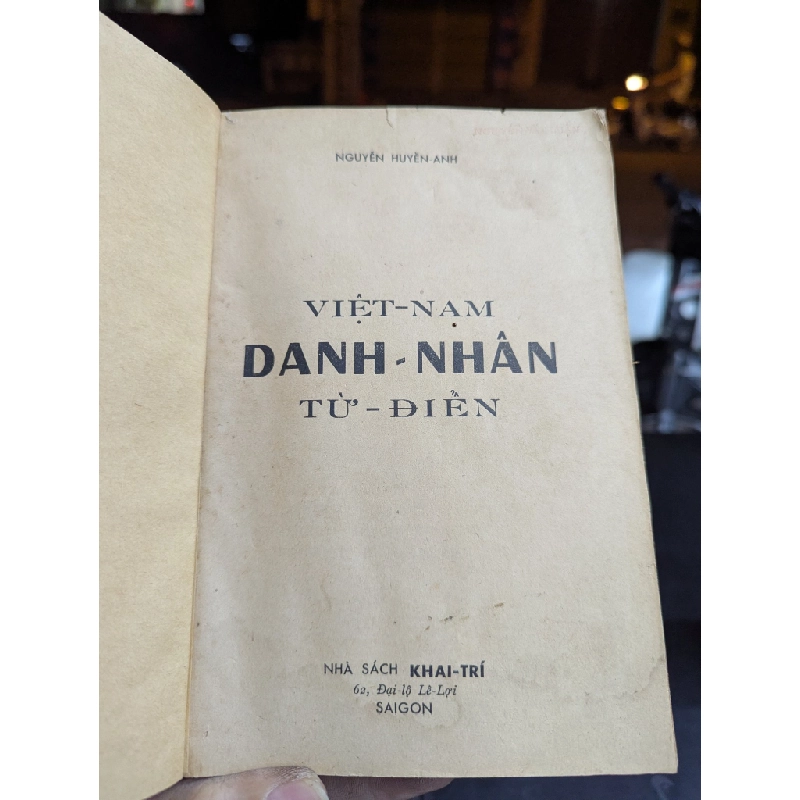 NGUYỄN HUYỀN-ANH
VIỆT-NAM
DANH-NHÂN
TỪ-ĐIỂN
NHÀ SÁCH KHAI-TRÍ
62, Đại lộ Lê-Lợi
SAIGON